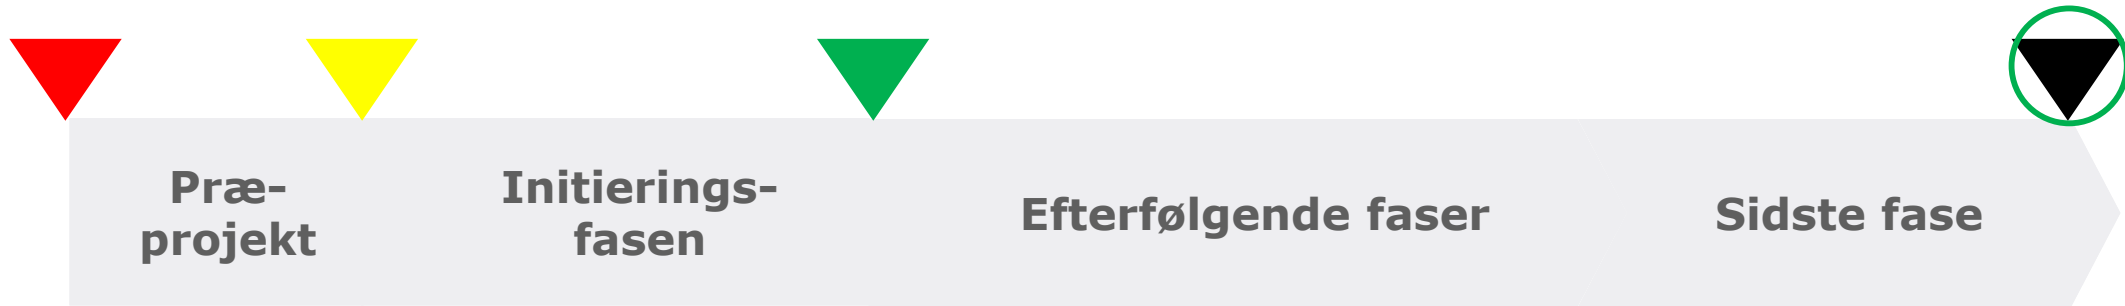 Præ-
projekt
Initierings-
fasen
Efterfølgende faser
Sidste fase